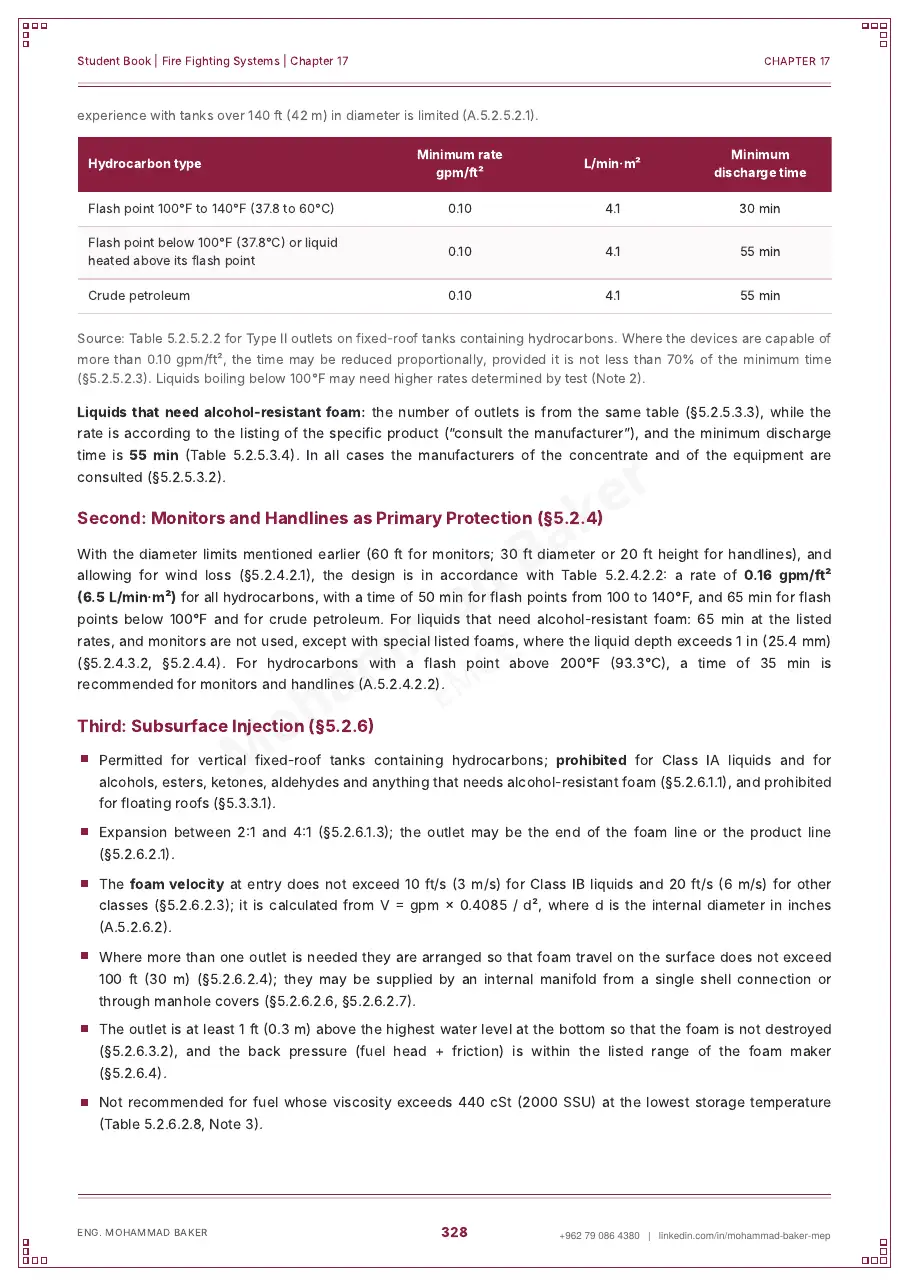 Student Book | Fire Fighting Systems | Chapter 17
CHAPTER 17
experience with tanks over 140 ft (42 m) in diameter is limited (A.5.2.5.2.1).
Hydrocarbon type
Minimum rate
gpm/ft²
L/min·m²
Minimum
discharge time
Flash point 100°F to 140°F (37.8 to 60°C)
0.10
4.1
30 min
Flash point below 100°F (37.8°C) or liquid
heated above its flash point
0.10
4.1
55 min
Crude petroleum
0.10
4.1
55 min
Source: Table 5.2.5.2.2 for Type II outlets on fixed-roof tanks containing hydrocarbons. Where the devices are capable of
more than 0.10 gpm/ft², the time may be reduced proportionally, provided it is not less than 70% of the minimum time
(§5.2.5.2.3). Liquids boiling below 100°F may need higher rates determined by test (Note 2).
Liquids that need alcohol-resistant foam: the number of outlets is from the same table (§5.2.5.3.3), while the
rate is according to the listing of the specific product (“consult the manufacturer”), and the minimum discharge
time is 55 min (Table 5.2.5.3.4). In all cases the manufacturers of the concentrate and of the equipment are
consulted (§5.2.5.3.2).
Second: Monitors and Handlines as Primary Protection (§5.2.4)
With the diameter limits mentioned earlier (60 ft for monitors; 30 ft diameter or 20 ft height for handlines), and
allowing for wind loss (§5.2.4.2.1), the design is in accordance with Table 5.2.4.2.2: a rate of 0.16 gpm/ft²
(6.5 L/min·m²) for all hydrocarbons, with a time of 50 min for flash points from 100 to 140°F, and 65 min for flash
points below 100°F and for crude petroleum. For liquids that need alcohol-resistant foam: 65 min at the listed
rates, and monitors are not used, except with special listed foams, where the liquid depth exceeds 1 in (25.4 mm)
(§5.2.4.3.2, §5.2.4.4). For hydrocarbons with a flash point above 200°F (93.3°C), a time of 35 min is
recommended for monitors and handlines (A.5.2.4.2.2).
Third: Subsurface Injection (§5.2.6)
Permitted for vertical fixed-roof tanks containing hydrocarbons; prohibited for Class IA liquids and for
alcohols, esters, ketones, aldehydes and anything that needs alcohol-resistant foam (§5.2.6.1.1), and prohibited
for floating roofs (§5.3.3.1).
Expansion between 2:1 and 4:1 (§5.2.6.1.3); the outlet may be the end of the foam line or the product line
(§5.2.6.2.1).
The foam velocity at entry does not exceed 10 ft/s (3 m/s) for Class IB liquids and 20 ft/s (6 m/s) for other
classes (§5.2.6.2.3); it is calculated from V = gpm × 0.4085 / d², where d is the internal diameter in inches
(A.5.2.6.2).
Where more than one outlet is needed they are arranged so that foam travel on the surface does not exceed
100 ft (30 m) (§5.2.6.2.4); they may be supplied by an internal manifold from a single shell connection or
through manhole covers (§5.2.6.2.6, §5.2.6.2.7).
The outlet is at least 1 ft (0.3 m) above the highest water level at the bottom so that the foam is not destroyed
(§5.2.6.3.2), and the back pressure (fuel head + friction) is within the listed range of the foam maker
(§5.2.6.4).
Not recommended for fuel whose viscosity exceeds 440 cSt (2000 SSU) at the lowest storage temperature
(Table 5.2.6.2.8, Note 3).
ENG. MOHAMMAD BAKER
328
+962 79 086 4380 | linkedin.com/in/mohammad-baker-mep